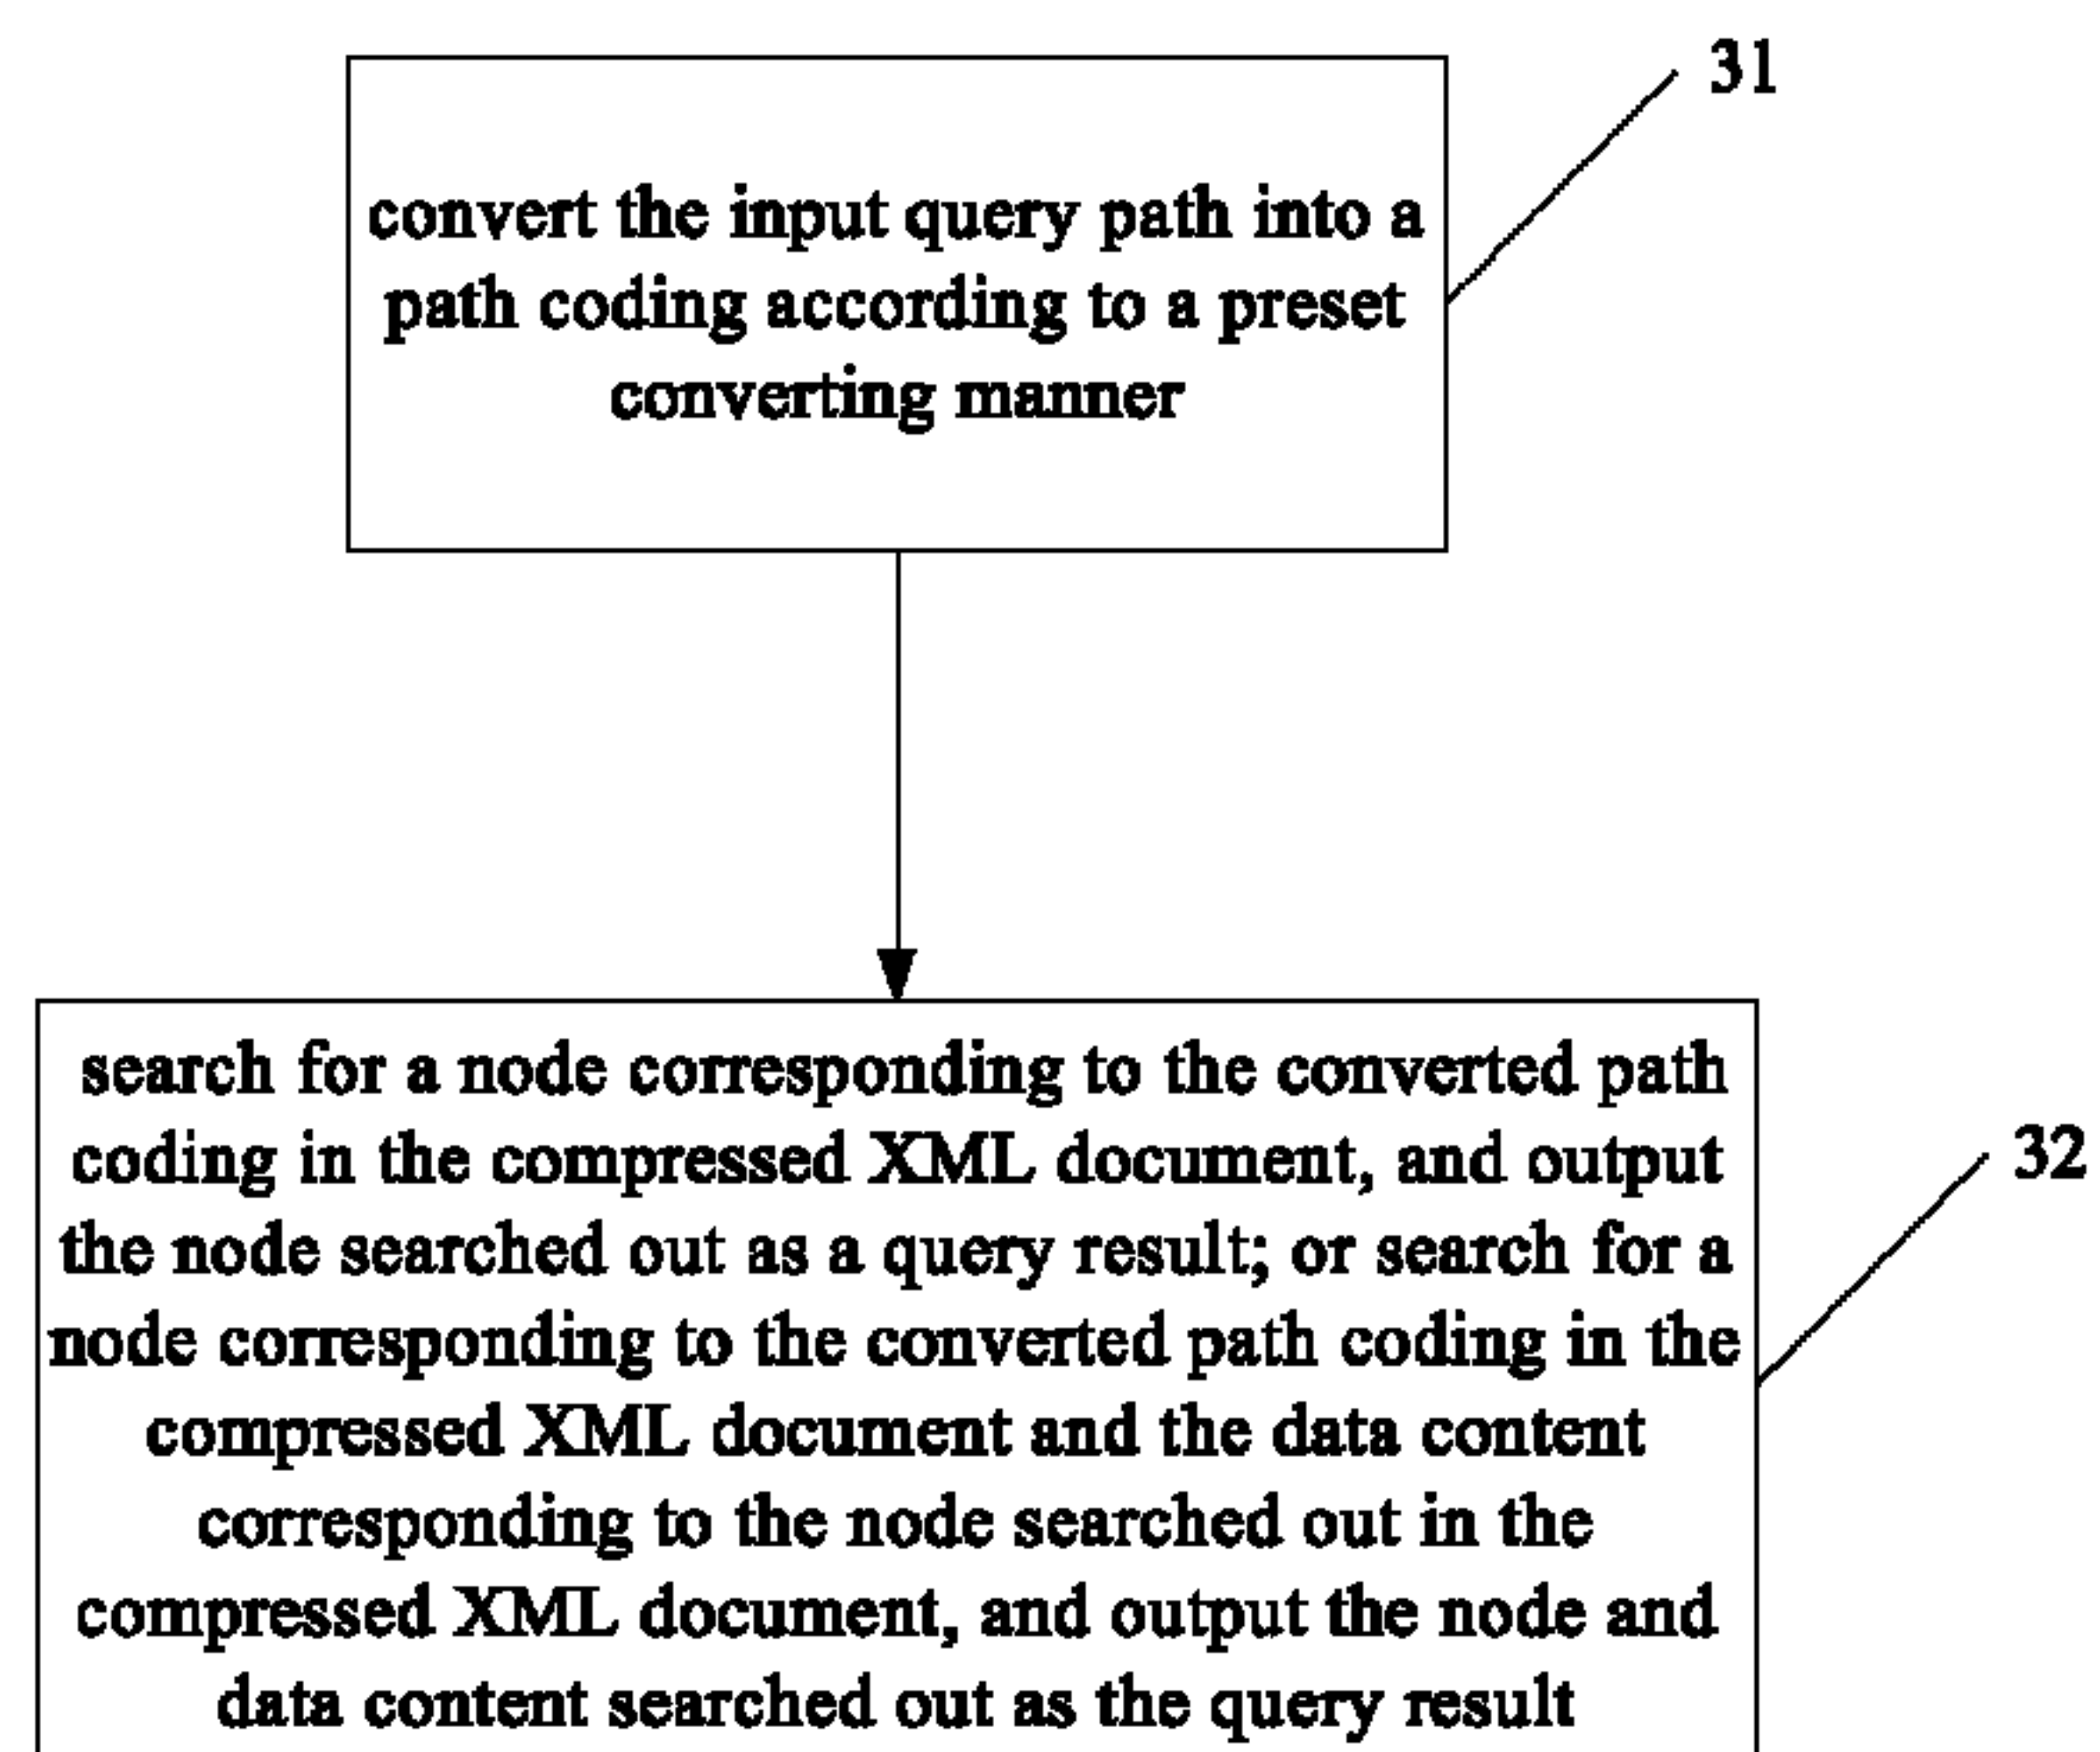 31
convert the input query path into a
path coding according to a preset
converting manner
search for a node corresponding to the converted path
coding in the compressed XML document, and output
the node searched out as a query result; or search for a
node corresponding to the converted path coding in the
compressed XML document and the data content
corresponding to the node searched out in the
compressed XML document, and output the node and
data content searched out as the query result
32